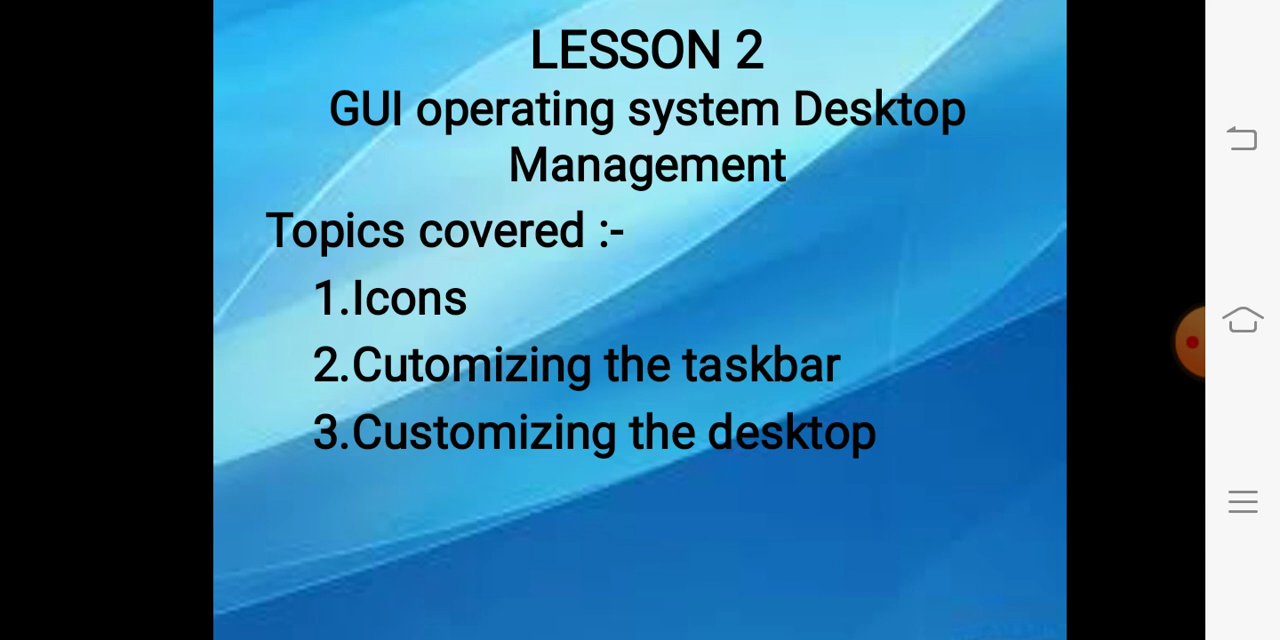 LESSON 2
GUI operating system Desktop
Management
Topics covered :-
1.Icons
2.Cutomizing the taskbar
3.Customizing the desktop